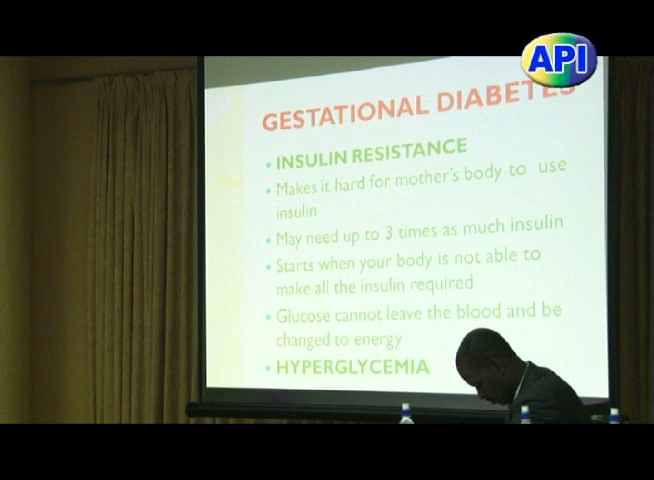 API
GESTATIONAL DIABETES
• INSULIN RESISTANCE
• Makes it hard for mother's body to use
insulin
• May need up to 3 times as much insulin
• Starts when your body is not able to
make all the insulin required
• Glucose cannot leave the blood and be
changed to energy
• HYPERGLYCEMIA